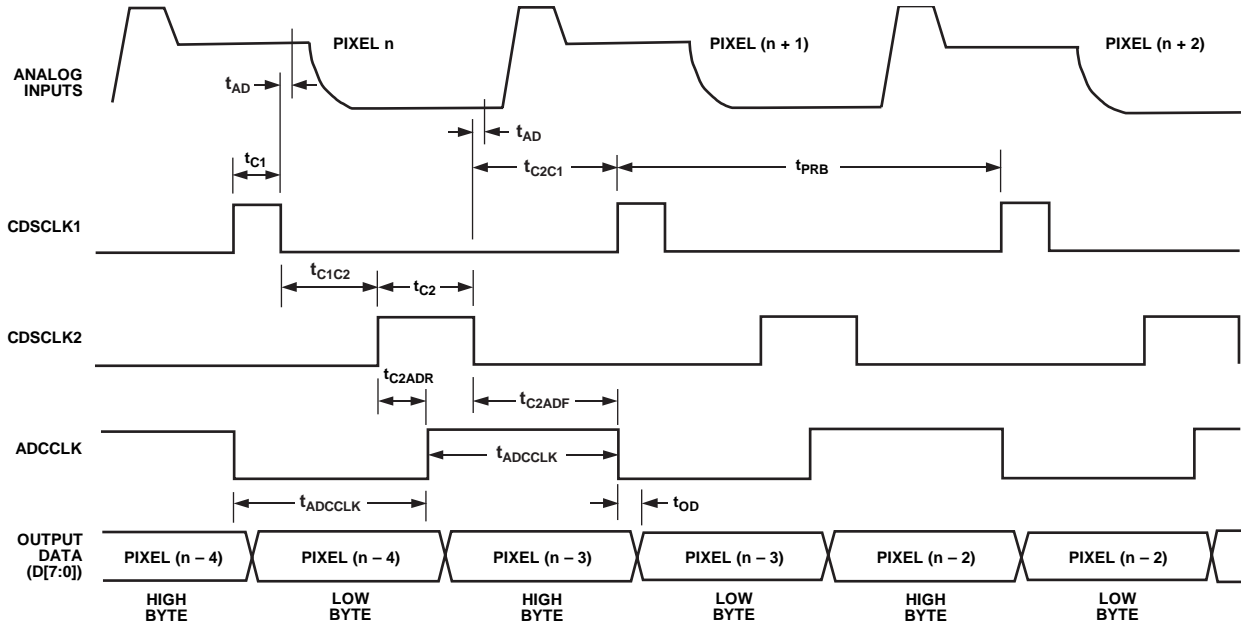 PIXEL n
PIXEL (n + 1)
PIXEL (n + 2)
ANALOG
INPUTS
tAD
tAD
tC1
tC2C1
tPRB
CDSCLK1
tC1C2
tC2
CDSCLK2
tC2ADR
tC2ADF
ADCCLK
tADCCLK
tADCCLK
tOD
OUTPUT
DATA
(D[7:0])
PIXEL (n – 4)
PIXEL (n – 4)
PIXEL (n – 3)
PIXEL (n – 3)
PIXEL (n – 2)
PIXEL (n – 2)
HIGH
BYTE
LOW
BYTE
HIGH
BYTE
LOW
BYTE
HIGH
BYTE
LOW
BYTE